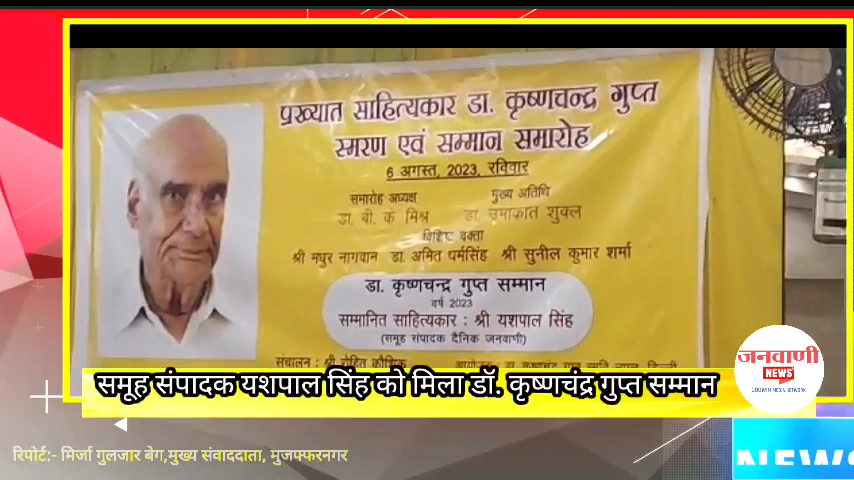 प्रख्यात साहित्यकार डा. कृष्णचन्द्र गुप्त
स्मरण एवं सम्मान समारोह
6 अगस्त, 2023, रविवार
समारोह अध्यक्ष मुख्य अतिथि
डा. बी. के मिश्र डा. उमाकांत शुक्ल
विशिष्ट वक्ता
श्री मधुर नागवान डा. अमित धर्मसिंह श्री सुनील कुमार शर्मा
डा. कृष्णचन्द्र गुप्त सम्मान
वर्ष 2023
सम्मानित साहित्यकार : श्री यशपाल सिंह
(समूह संपादक दैनिक जनवाणी)
संचालन : श्री रोहित कौशिक
समूह संपादक यशपाल सिंह को मिला डॉ. कृष्णचंद्र गुप्त सम्मान
जनवाणी
NEWS
रिपोर्ट:- मिर्जा गुलजार बेग,मुख्य संवाददाता, मुजफ्फरनगर
NEWS